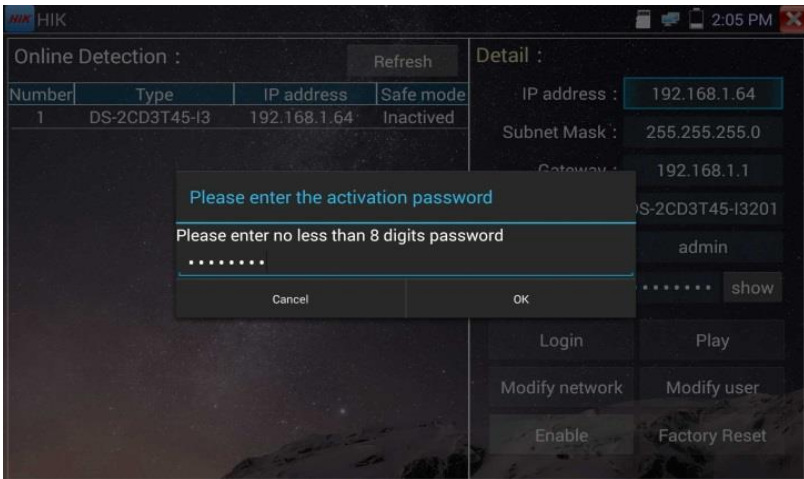 HIK HIK 2:05 PM
Online Detection :
Refresh
Number Type IP address Safe mode
1 DS-2CD3T45-I3 192.168.1.64 Inactived
Detail :
IP address : 192.168.1.64
Subnet Mask : 255.255.255.0
Gateway : 192.168.1.1
S-2CD3T45-I3201
admin
show
Please enter the activation password
Please enter no less than 8 digits password
••••••••
Cancel OK
Login Play
Modify network Modify user
Enable Factory Reset